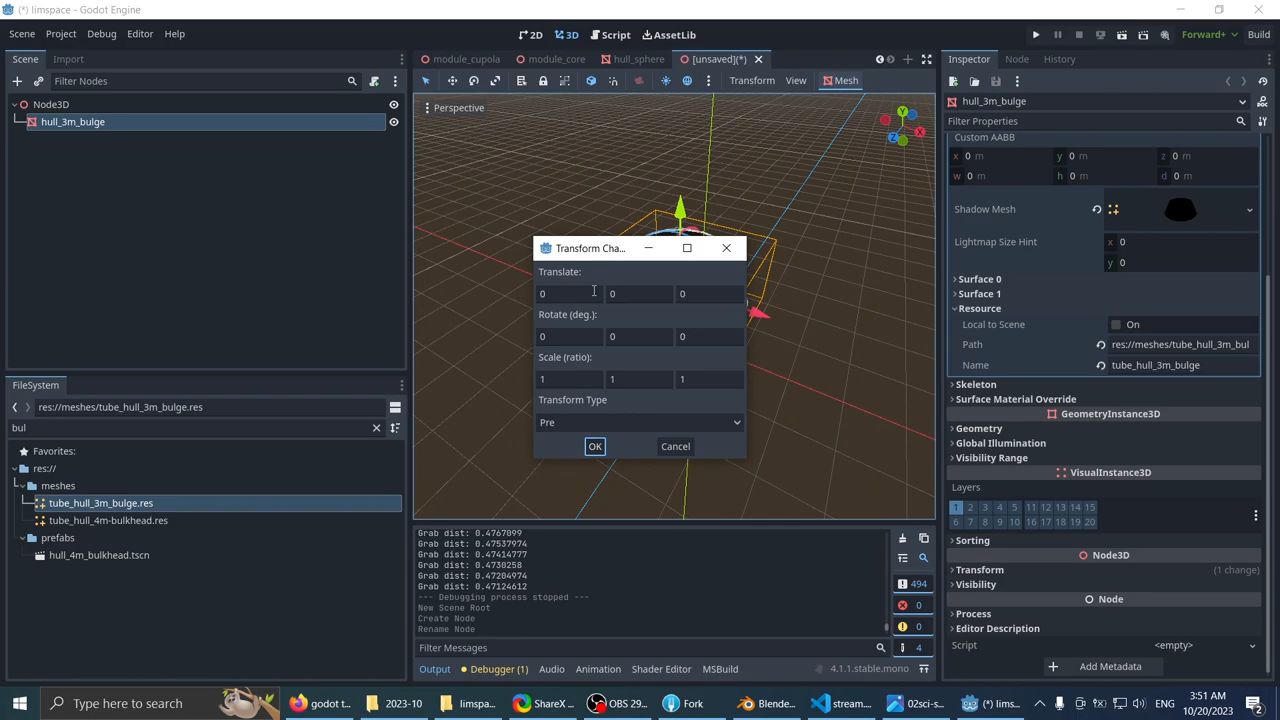 (*) limspace - Godot Engine
Scene Project Debug Editor Help
2D 3D Script AssetLib
Forward+ Build
Scene Import
module_cupola module_core hull_sphere [unsaved](*)
Inspector Node History
Filter Nodes
Transform View Mesh
Node3D
hull_3m_bulge
Perspective
Y
X
Z
hull_3m_bulge
Filter Properties
Custom AABB
x 0 m y 0 m z 0 m
w 0 m h 0 m d 0 m
Shadow Mesh
Lightmap Size Hint x 0
y 0
Surface 0
Surface 1
Resource
Local to Scene On
Path res://meshes/tube_hull_3m_bul
Name tube_hull_3m_bulge
Skeleton
Surface Material Override
GeometryInstance3D
Geometry
Global Illumination
Visibility Range
VisualInstance3D
Layers
1 2 3 4 5 11 12 13 14 15
6 7 8 9 10 16 17 18 19 20
Sorting
Node3D
Transform (1 change)
Visibility
Node
Process
Editor Description
Script <empty>
Add Metadata
Transform Cha...
Translate:
0 0 0
Rotate (deg.):
0 0 0
Scale (ratio):
1 1 1
Transform Type
Pre
OK Cancel
FileSystem
res://meshes/tube_hull_3m_bulge.res
bul
Favorites:
res://
meshes
tube_hull_3m_bulge.res
tube_hull_4m-bulkhead.res
prefabs
hull_4m_bulkhead.tscn
Grab dist: 0.4767099
Grab dist: 0.47537974
Grab dist: 0.47414777
Grab dist: 0.4730258
Grab dist: 0.47204974
Grab dist: 0.47124612
--- Debugging process stopped ---
New Scene Root
Create Node
Rename Node
494
0
0
4
Filter Messages
Output Debugger (1) Audio Animation Shader Editor MSBuild 4.1.1.stable.mono
Type here to search
godot t... 2023-10 limspa... ShareX ... OBS 29... Fork Blende... stream.... 02sci-s... (*) lims...
3:51 AM
10/20/2023
2